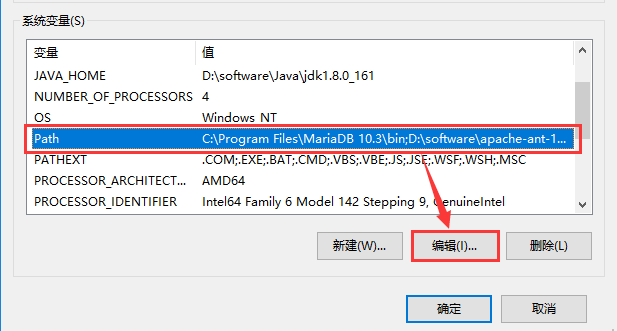 系统变量(S)
变量 值
JAVA_HOME D:\software\Java\jdk1.8.0_161
NUMBER_OF_PROCESSORS 4
OS Windows NT
Path C:\Program Files\MariaDB 10.3\bin;D:\software\apache-ant-1...
PATHEXT .COM;.EXE;.BAT;.CMD;.VBS;.VBE;.JS;.JSE;.WSF;.WSH;.MSC
PROCESSOR_ARCHITECT... AMD64
PROCESSOR_IDENTIFIER Intel64 Family 6 Model 142 Stepping 9, GenuineIntel
新建(W)... 编辑(I)... 删除(L)
确定 取消